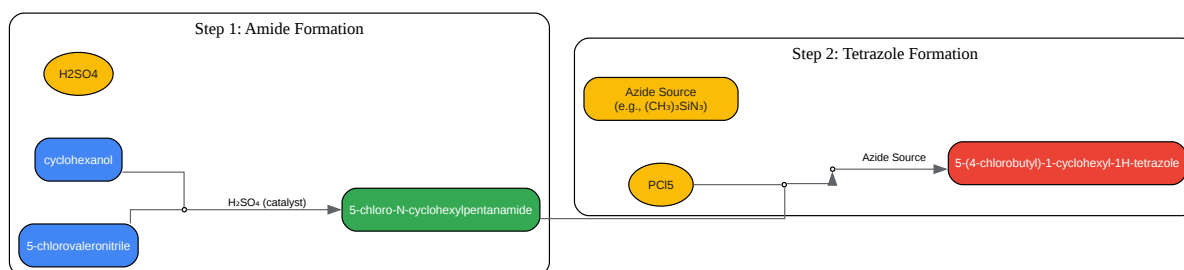 Step 1: Amide Formation
H2SO4
cyclohexanol
5-chlorovaleronitrile
H₂SO₄ (catalyst)
5-chloro-N-cyclohexylpentanamide
Step 2: Tetrazole Formation
Azide Source
(e.g., (CH₃)₃SiN₃)
PCl5
Azide Source
5-(4-chlorobutyl)-1-cyclohexyl-1H-tetrazole